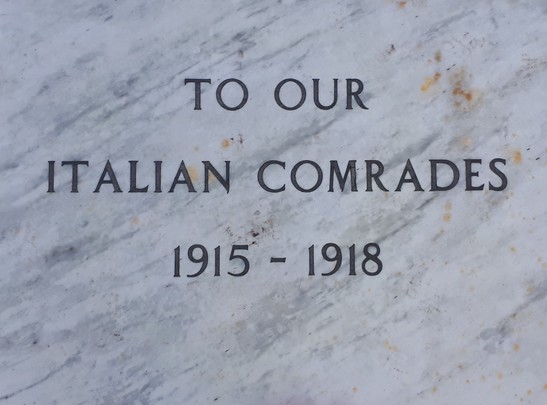 TO OUR
ITALIAN COMRADES
1915 - 1918